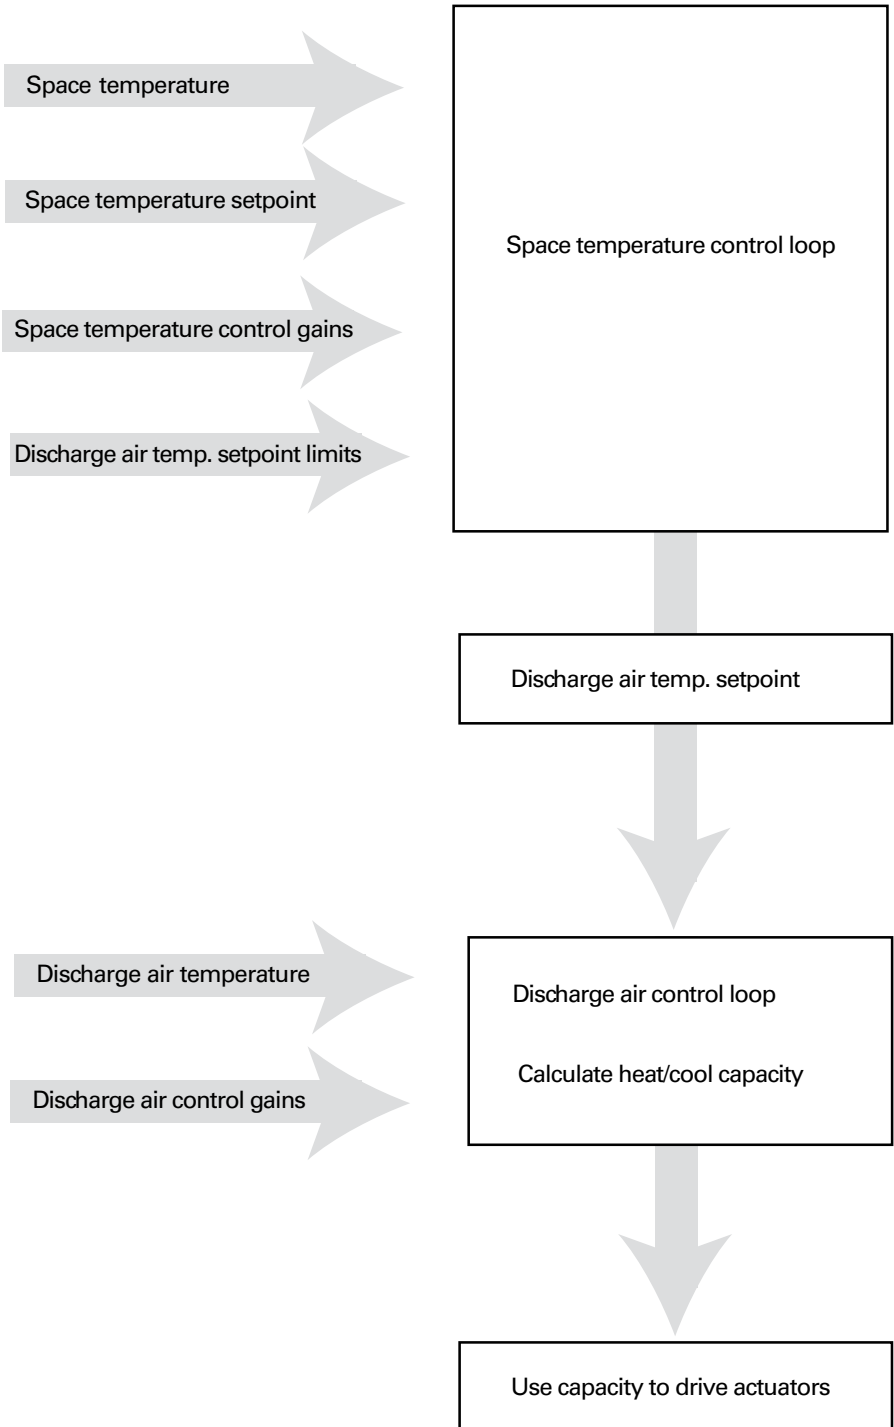 Space temperature
Space temperature setpoint
Space temperature control gains
Discharge air temp. setpoint limits
Space temperature control loop
Discharge air temp. setpoint
Discharge air temperature
Discharge air control gains
Discharge air control loop
Calculate heat/cool capacity
Use capacity to drive actuators